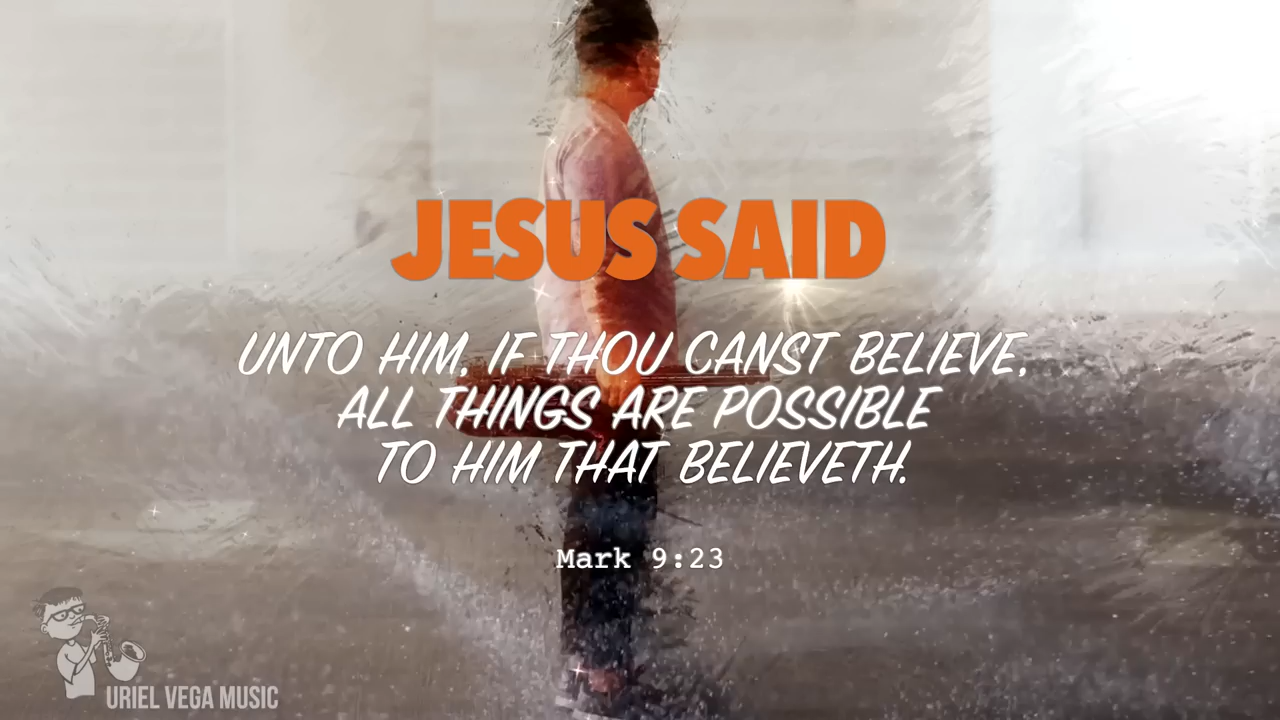 JESUS SAID
UNTO HIM, IF THOU CANST BELIEVE,
ALL THINGS ARE POSSIBLE
TO HIM THAT BELIEVETH.
Mark 9:23
URIEL VEGA MUSIC